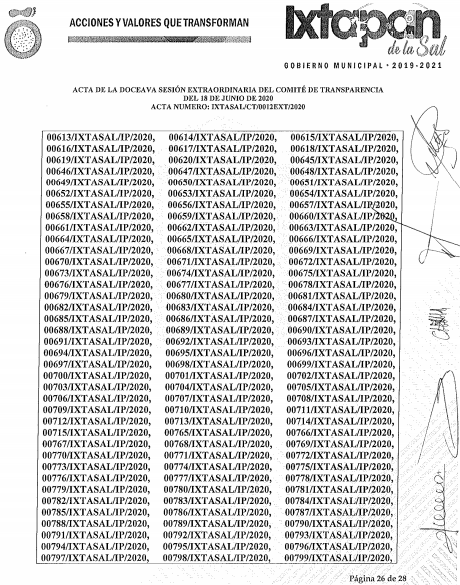 ACCIONES Y VALORES QUE TRANSFORMAN
Ixtapan
de la Sal
GOBIERNO MUNICIPAL • 2019-2021
ACTA DE LA DOCEAVA SESIÓN EXTRAORDINARIA DEL COMITÉ DE TRANSPARENCIA
DEL 18 DE JUNIO DE 2020
ACTA NUMERO: IXTASAL/CT/0012EXT/2020
00613/IXTASAL/IP/2020, 00614/IXTASAL/IP/2020, 00615/IXTASAL/IP/2020,
00616/IXTASAL/IP/2020, 00617/IXTASAL/IP/2020, 00618/IXTASAL/IP/2020,
00619/IXTASAL/IP/2020, 00620/IXTASAL/IP/2020, 00645/IXTASAL/IP/2020,
00646/IXTASAL/IP/2020, 00647/IXTASAL/IP/2020, 00648/IXTASAL/IP/2020,
00649/IXTASAL/IP/2020, 00650/IXTASAL/IP/2020, 00651/IXTASAL/IP/2020,
00652/IXTASAL/IP/2020, 00653/IXTASAL/IP/2020, 00654/IXTASAL/IP/2020,
00655/IXTASAL/IP/2020, 00656/IXTASAL/IP/2020, 00657/IXTASAL/IP/2020,
00658/IXTASAL/IP/2020, 00659/IXTASAL/IP/2020, 00660/IXTASAL/IP/2020,
00661/IXTASAL/IP/2020, 00662/IXTASAL/IP/2020, 00663/IXTASAL/IP/2020,
00664/IXTASAL/IP/2020, 00665/IXTASAL/IP/2020, 00666/IXTASAL/IP/2020,
00667/IXTASAL/IP/2020, 00668/IXTASAL/IP/2020, 00669/IXTASAL/IP/2020,
00670/IXTASAL/IP/2020, 00671/IXTASAL/IP/2020, 00672/IXTASAL/IP/2020,
00673/IXTASAL/IP/2020, 00674/IXTASAL/IP/2020, 00675/IXTASAL/IP/2020,
00676/IXTASAL/IP/2020, 00677/IXTASAL/IP/2020, 00678/IXTASAL/IP/2020,
00679/IXTASAL/IP/2020, 00680/IXTASAL/IP/2020, 00681/IXTASAL/IP/2020,
00682/IXTASAL/IP/2020, 00683/IXTASAL/IP/2020, 00684/IXTASAL/IP/2020,
00685/IXTASAL/IP/2020, 00686/IXTASAL/IP/2020, 00687/IXTASAL/IP/2020,
00688/IXTASAL/IP/2020, 00689/IXTASAL/IP/2020, 00690/IXTASAL/IP/2020,
00691/IXTASAL/IP/2020, 00692/IXTASAL/IP/2020, 00693/IXTASAL/IP/2020,
00694/IXTASAL/IP/2020, 00695/IXTASAL/IP/2020, 00696/IXTASAL/IP/2020,
00697/IXTASAL/IP/2020, 00698/IXTASAL/IP/2020, 00699/IXTASAL/IP/2020,
00700/IXTASAL/IP/2020, 00701/IXTASAL/IP/2020, 00702/IXTASAL/IP/2020,
00703/IXTASAL/IP/2020, 00704/IXTASAL/IP/2020, 00705/IXTASAL/IP/2020,
00706/IXTASAL/IP/2020, 00707/IXTASAL/IP/2020, 00708/IXTASAL/IP/2020,
00709/IXTASAL/IP/2020, 00710/IXTASAL/IP/2020, 00711/IXTASAL/IP/2020,
00712/IXTASAL/IP/2020, 00713/IXTASAL/IP/2020, 00714/IXTASAL/IP/2020,
00715/IXTASAL/IP/2020, 00765/IXTASAL/IP/2020, 00766/IXTASAL/IP/2020,
00767/IXTASAL/IP/2020, 00768/IXTASAL/IP/2020, 00769/IXTASAL/IP/2020,
00770/IXTASAL/IP/2020, 00771/IXTASAL/IP/2020, 00772/IXTASAL/IP/2020,
00773/IXTASAL/IP/2020, 00774/IXTASAL/IP/2020, 00775/IXTASAL/IP/2020,
00776/IXTASAL/IP/2020, 00777/IXTASAL/IP/2020, 00778/IXTASAL/IP/2020,
00779/IXTASAL/IP/2020, 00780/IXTASAL/IP/2020, 00781/IXTASAL/IP/2020,
00782/IXTASAL/IP/2020, 00783/IXTASAL/IP/2020, 00784/IXTASAL/IP/2020,
00785/IXTASAL/IP/2020, 00786/IXTASAL/IP/2020, 00787/IXTASAL/IP/2020,
00788/IXTASAL/IP/2020, 00789/IXTASAL/IP/2020, 00790/IXTASAL/IP/2020,
00791/IXTASAL/IP/2020, 00792/IXTASAL/IP/2020, 00793/IXTASAL/IP/2020,
00794/IXTASAL/IP/2020, 00795/IXTASAL/IP/2020, 00796/IXTASAL/IP/2020,
00797/IXTASAL/IP/2020, 00798/IXTASAL/IP/2020, 00799/IXTASAL/IP/2020,
Página 26 de 28